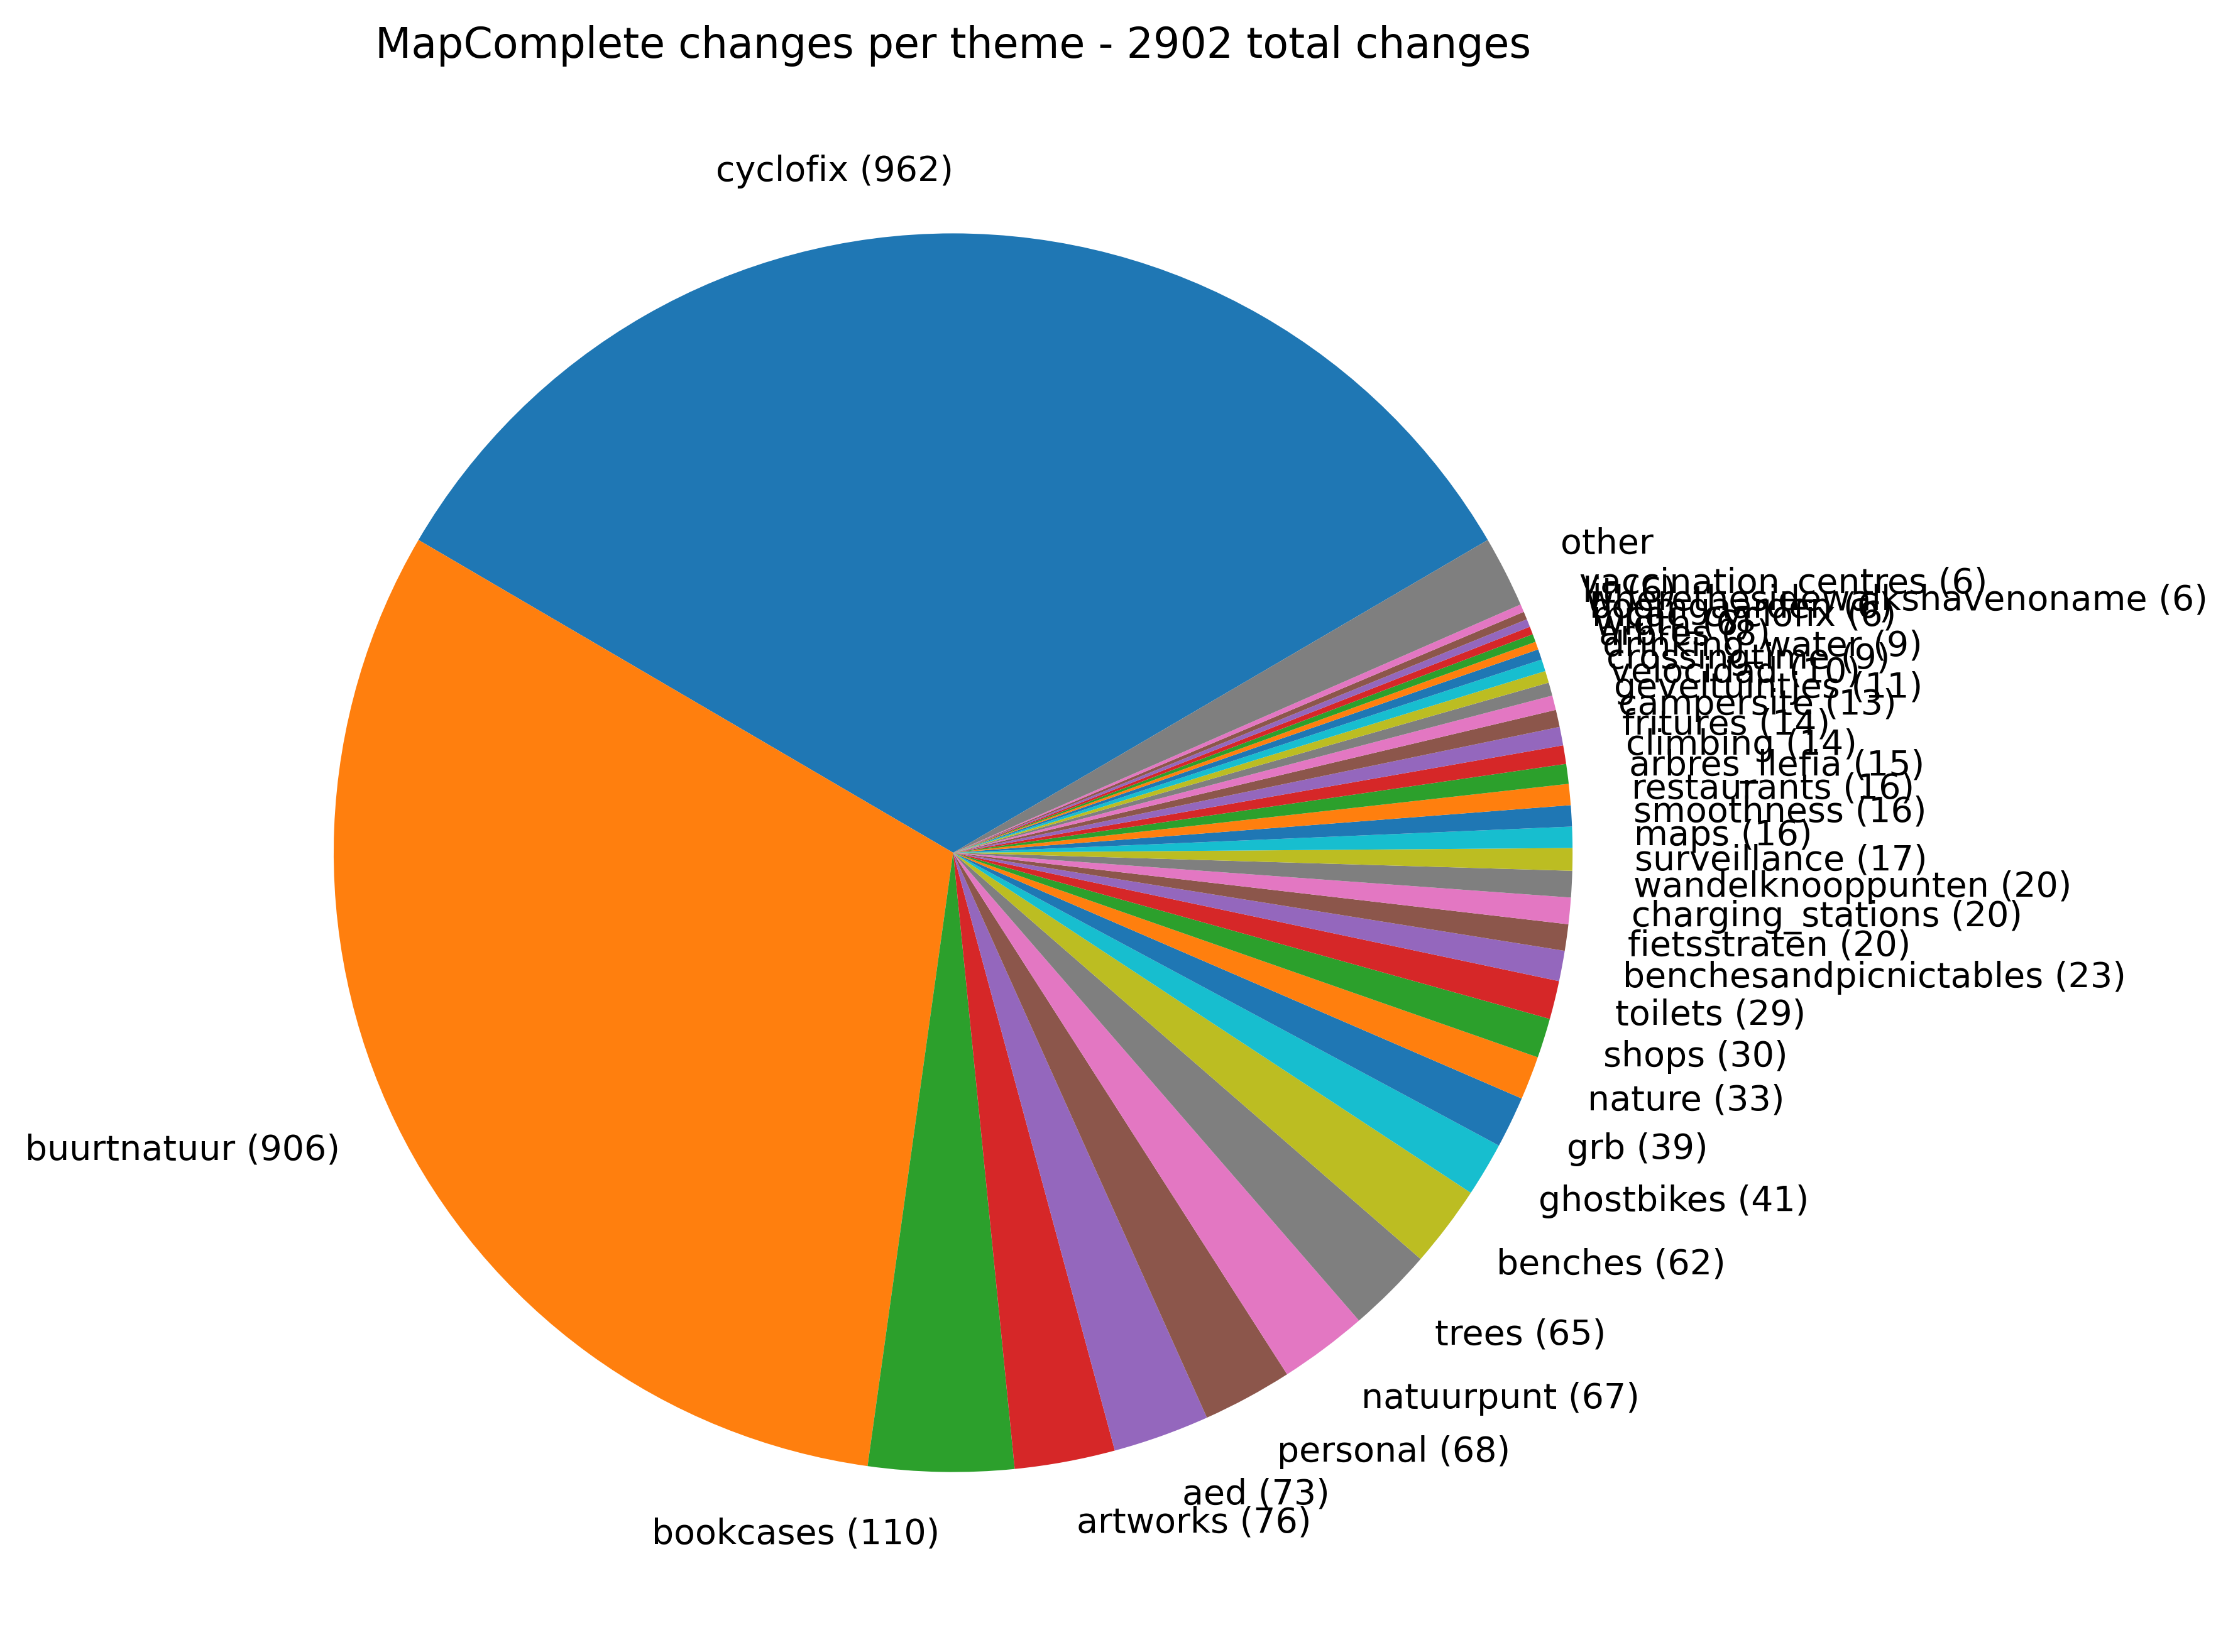 MapComplete changes per theme - 2902 total changes
cyclofix (962)
other
vaccination_centres (6)
wherethesidewalkshavenoname (6)
drinking_water (9)
crossingtime (9)
velocidad (10)
geveltuintjes (11)
campersite (13)
fritures (14)
climbing (14)
arbres_llefia (15)
restaurants (16)
smoothness (16)
maps (16)
surveillance (17)
wandelknooppunten (20)
charging_stations (20)
fietsstraten (20)
benchesandpicnictables (23)
toilets (29)
shops (30)
nature (33)
buurtnatuur (906)
grb (39)
ghostbikes (41)
benches (62)
trees (65)
natuurpunt (67)
personal (68)
aed (73)
artworks (76)
bookcases (110)